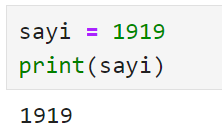 sayi = 1919
print(sayi)
1919